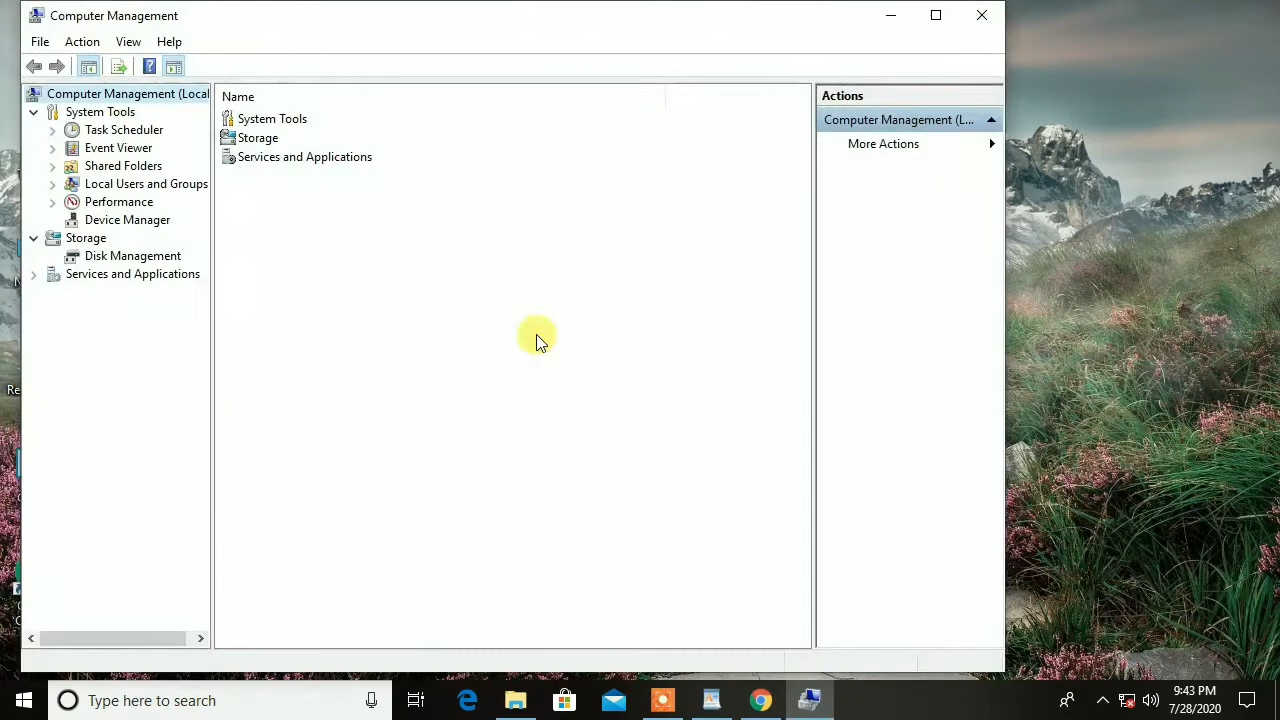 Computer Management
File Action View Help
Computer Management (Local
System Tools
Task Scheduler
Event Viewer
Shared Folders
Local Users and Groups
Performance
Device Manager
Storage
Disk Management
Services and Applications
Name
System Tools
Storage
Services and Applications
Actions
Computer Management (L...
More Actions
Re
Type here to search
9:43 PM
7/28/2020